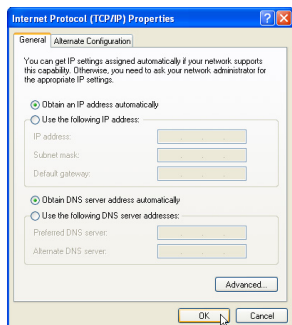 Internet Protocol (TCP/IP) Properties
General Alternate Configuration
You can get IP settings assigned automatically if your network supports
this capability. Otherwise, you need to ask your network administrator for
the appropriate IP settings.
Obtain an IP address automatically
Use the following IP address:
IP address:
Subnet mask:
Default gateway:
Obtain DNS server address automatically
Use the following DNS server addresses:
Preferred DNS server:
Alternate DNS server:
Advanced...
OK Cancel